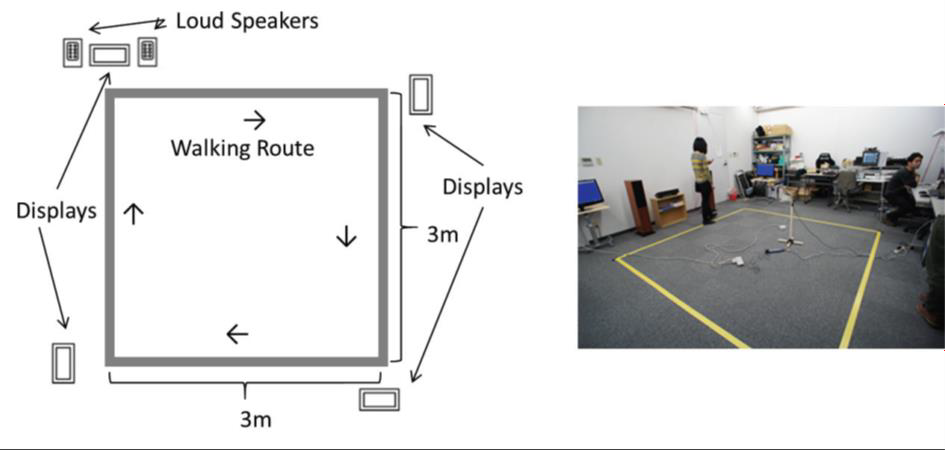 Loud Speakers
Walking Route
Displays
Displays
3m
3m